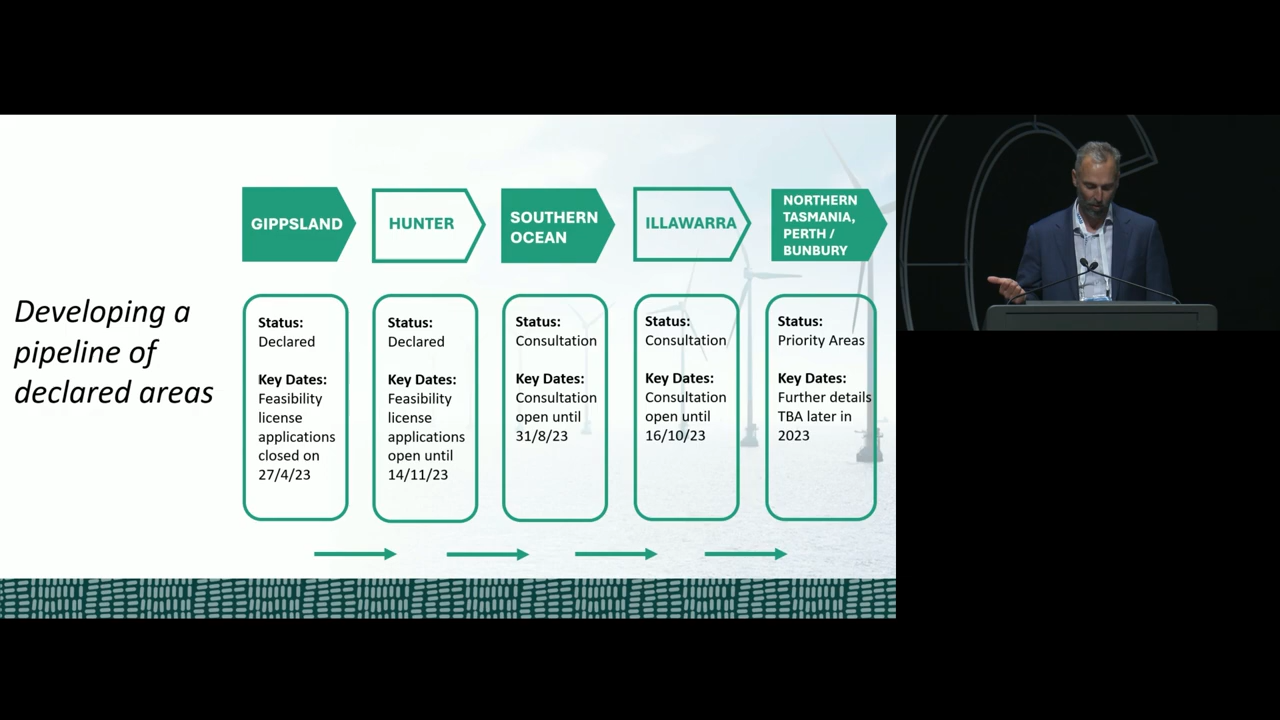 Developing a
pipeline of
declared areas
GIPPSLAND
HUNTER
SOUTHERN
OCEAN
ILLAWARRA
NORTHERN
TASMANIA,
PERTH /
BUNBURY
Status:
Declared
Key Dates:
Feasibility
license
applications
closed on
27/4/23
Status:
Declared
Key Dates:
Feasibility
license
applications
open until
14/11/23
Status:
Consultation
Key Dates:
Consultation
open until
31/8/23
Status:
Consultation
Key Dates:
Consultation
open until
16/10/23
Status:
Priority Areas
Key Dates:
Further details
TBA later in
2023